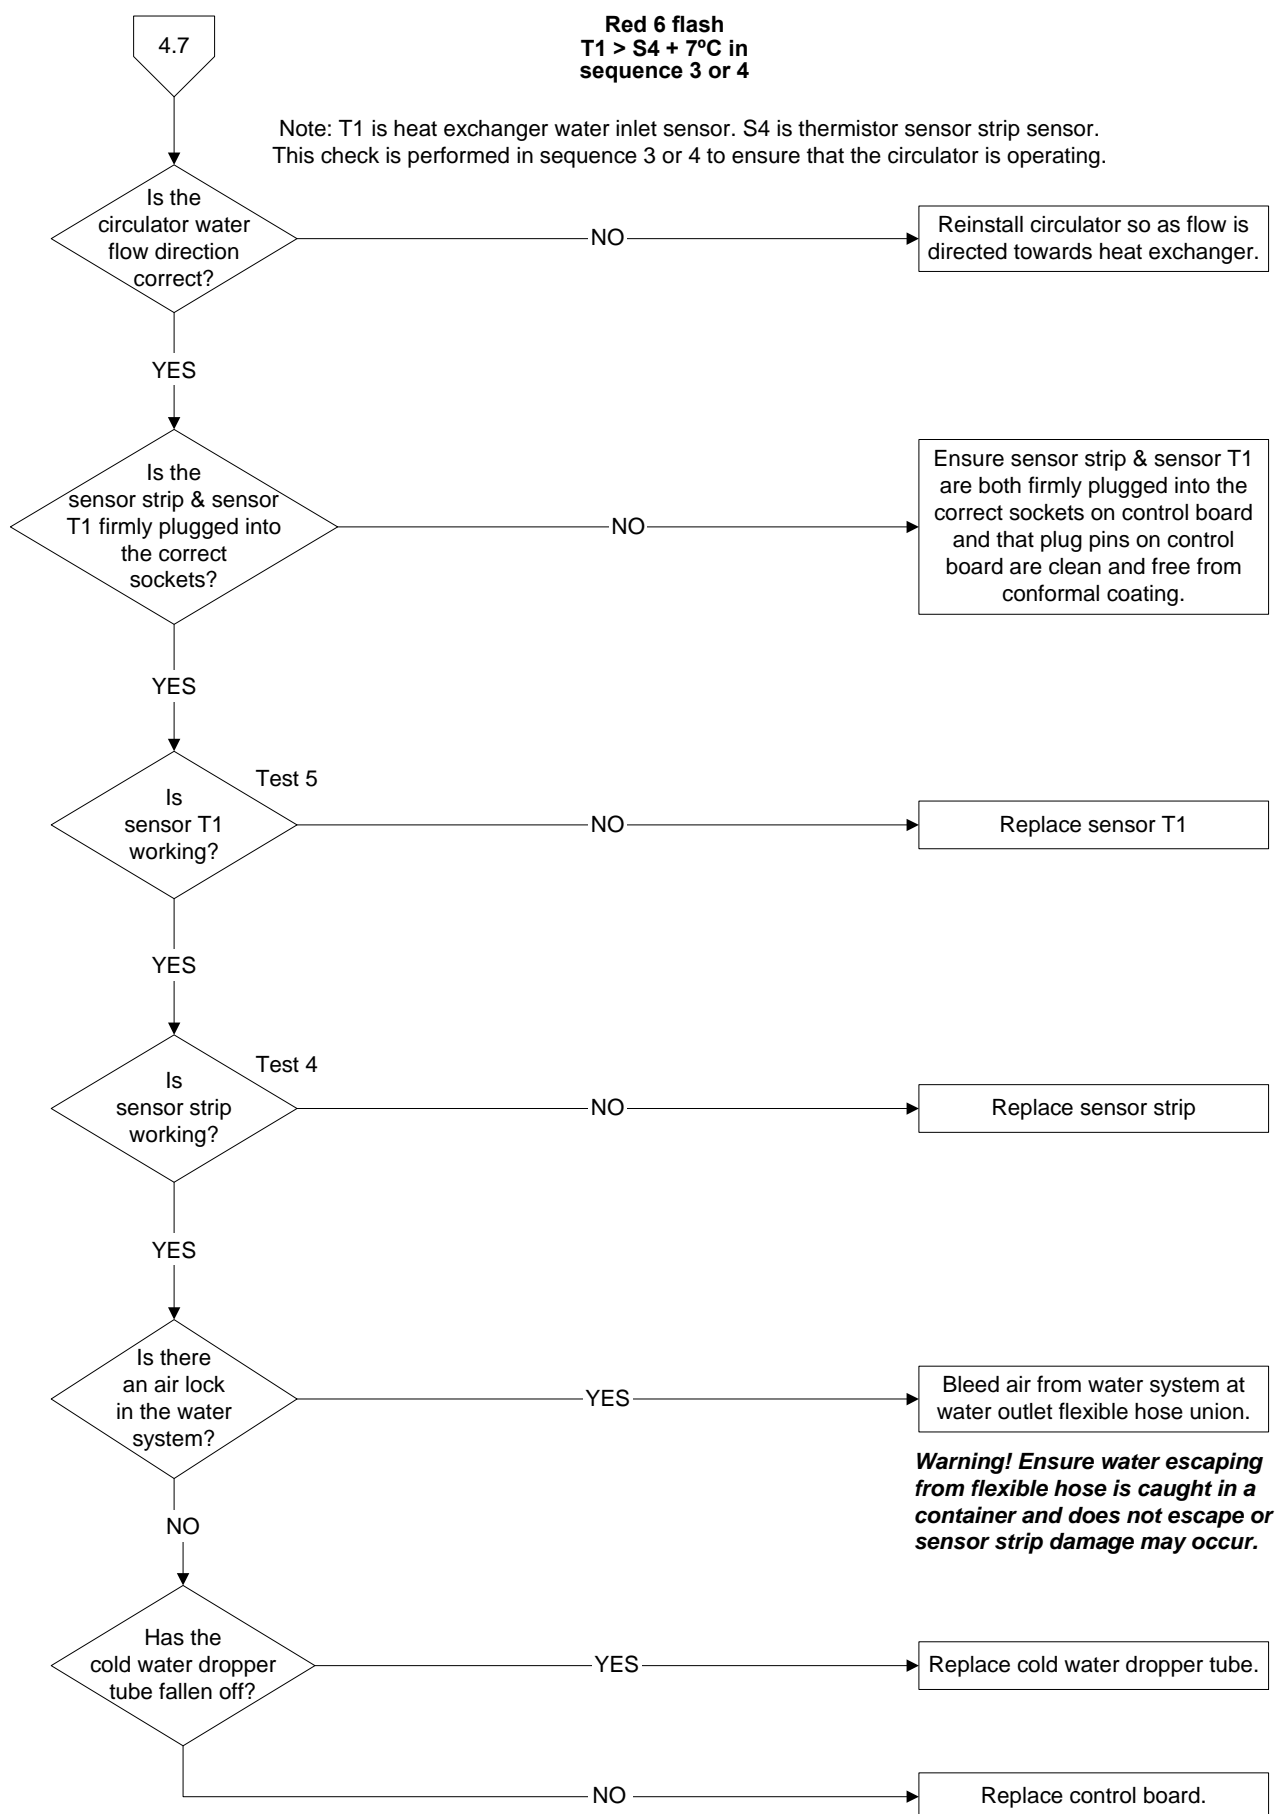 4.7
Red 6 flash
T1 > S4 + 7ºC in
sequence 3 or 4
Note: T1 is heat exchanger water inlet sensor. S4 is thermistor sensor strip sensor.
This check is performed in sequence 3 or 4 to ensure that the circulator is operating.
Is the
circulator water
flow direction
correct?
NO
Reinstall circulator so as flow is
directed towards heat exchanger.
YES
Is the
sensor strip & sensor
T1 firmly plugged into
the correct
sockets?
NO
Ensure sensor strip & sensor T1
are both firmly plugged into the
correct sockets on control board
and that plug pins on control
board are clean and free from
conformal coating.
YES
Test 5
Is
sensor T1
working?
NO
Replace sensor T1
YES
Test 4
Is
sensor strip
working?
NO
Replace sensor strip
YES
Is there
an air lock
in the water
system?
YES
Bleed air from water system at
water outlet flexible hose union.
Warning! Ensure water escaping
from flexible hose is caught in a
container and does not escape or
sensor strip damage may occur.
NO
Has the
cold water dropper
tube fallen off?
YES
Replace cold water dropper tube.
NO
Replace control board.